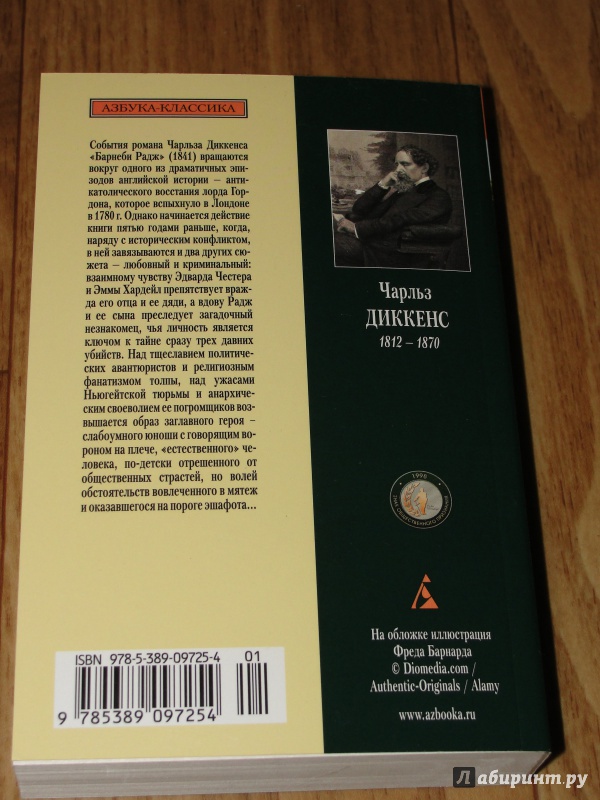 АЗБУКА-КЛАССИКА
События романа Чарльза Диккенса
«Барнеби Радж» (1841) вращаются
вокруг одного из драматичных эпи-
зодов английской истории – анти-
католического восстания лорда Гор-
дона, которое вспыхнуло в Лондоне
в 1780 г. Однако начинается действие
книги пятью годами раньше, когда,
наряду с историческим конфликтом,
в ней завязываются и два других сю-
жета – любовный и криминальный:
взаимному чувству Эдварда Честера
и Эммы Хардейл препятствует враж-
да его отца и ее дяди, а вдову Радж
и ее сына преследует загадочный
незнакомец, чья личность является
ключом к тайне сразу трех давних
убийств. Над тщеславием политиче-
ских авантюристов и религиозным
фанатизмом толпы, над ужасами
Ньюгейтской тюрьмы и анархиче-
ским своеволием ее погромщиков воз-
вышается образ заглавного героя –
слабоумного юноши с говорящим во-
роном на плече, «естественного» че-
ловека, по-детски отрешенного от
общественных страстей, но волей
обстоятельств вовлеченного в мятеж
и оказавшегося на пороге эшафота...
ISBN 978-5-389-09725-4
01
9 785389 097254
Чарльз
ДИККЕНС
1812 – 1870
1998
ЗНАК ОБЩЕСТВЕННОГО ПРИЗНАНИЯ
На обложке иллюстрация
Фреда Барнарда
© Diomedia.com /
Authentic-Originals / Alamy
www.azbooka.ru
Лабиринт.ру